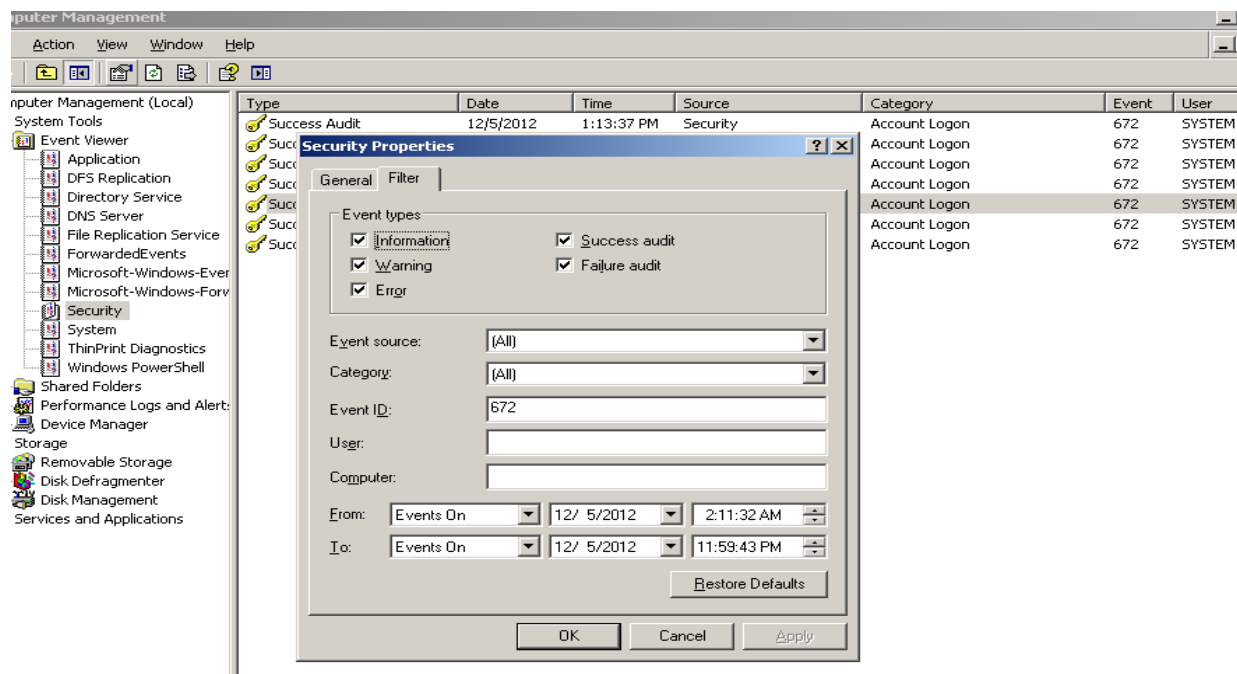 mputer Management
Action View Window Help
mputer Management (Local)
System Tools
Event Viewer
Application
DFS Replication
Directory Service
DNS Server
File Replication Service
ForwardedEvents
Microsoft-Windows-Ever
Microsoft-Windows-Forw
Security
System
ThinPrint Diagnostics
Windows PowerShell
Shared Folders
Performance Logs and Alert:
Device Manager
Storage
Removable Storage
Disk Defragmenter
Disk Management
Services and Applications
Type Date Time Source Category Event User
Success Audit 12/5/2012 1:13:37 PM Security Account Logon 672 SYSTEM
Succ Account Logon 672 SYSTEM
Succ Account Logon 672 SYSTEM
Succ Account Logon 672 SYSTEM
Succ Account Logon 672 SYSTEM
Succ Account Logon 672 SYSTEM
Succ Account Logon 672 SYSTEM
Security Properties
General Filter
Event types
Information Success audit
Warning Failure audit
Error
Event source: (All)
Category: (All)
Event ID: 672
User:
Computer:
From: Events On 12/ 5/2012 2:11:32 AM
To: Events On 12/ 5/2012 11:59:43 PM
Restore Defaults
OK Cancel Apply